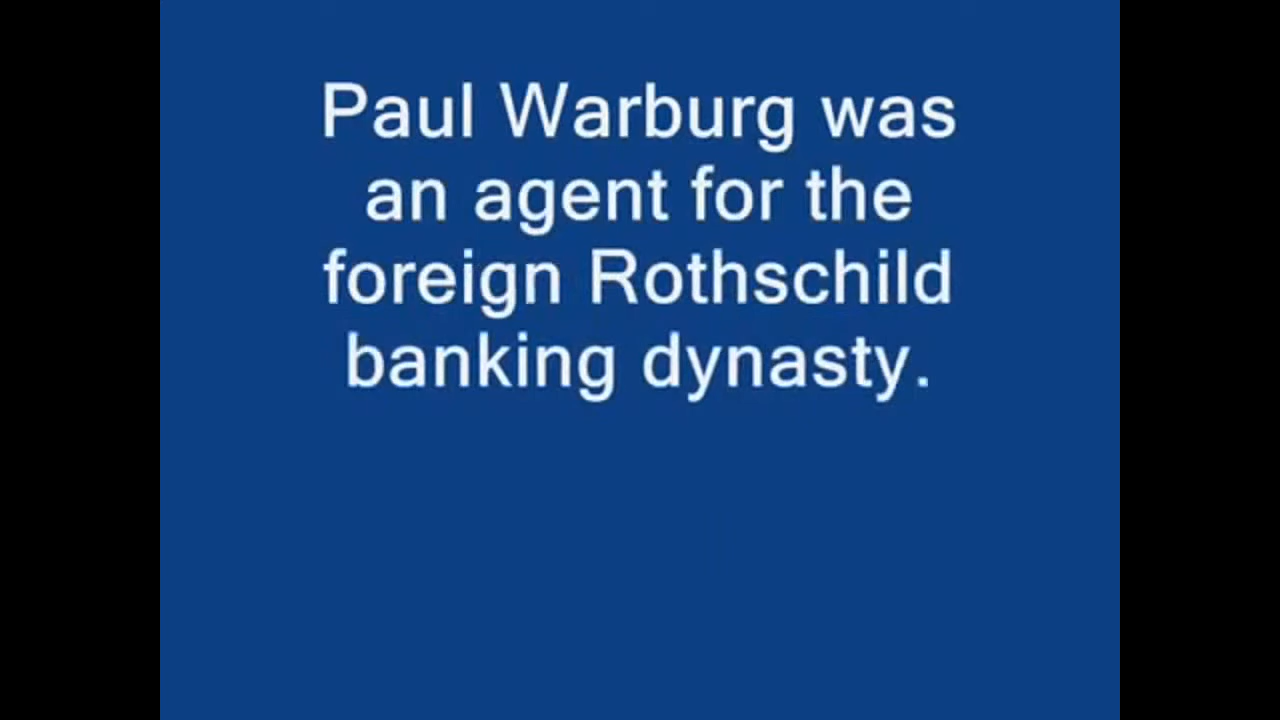 Paul Warburg was
an agent for the
foreign Rothschild
banking dynasty.